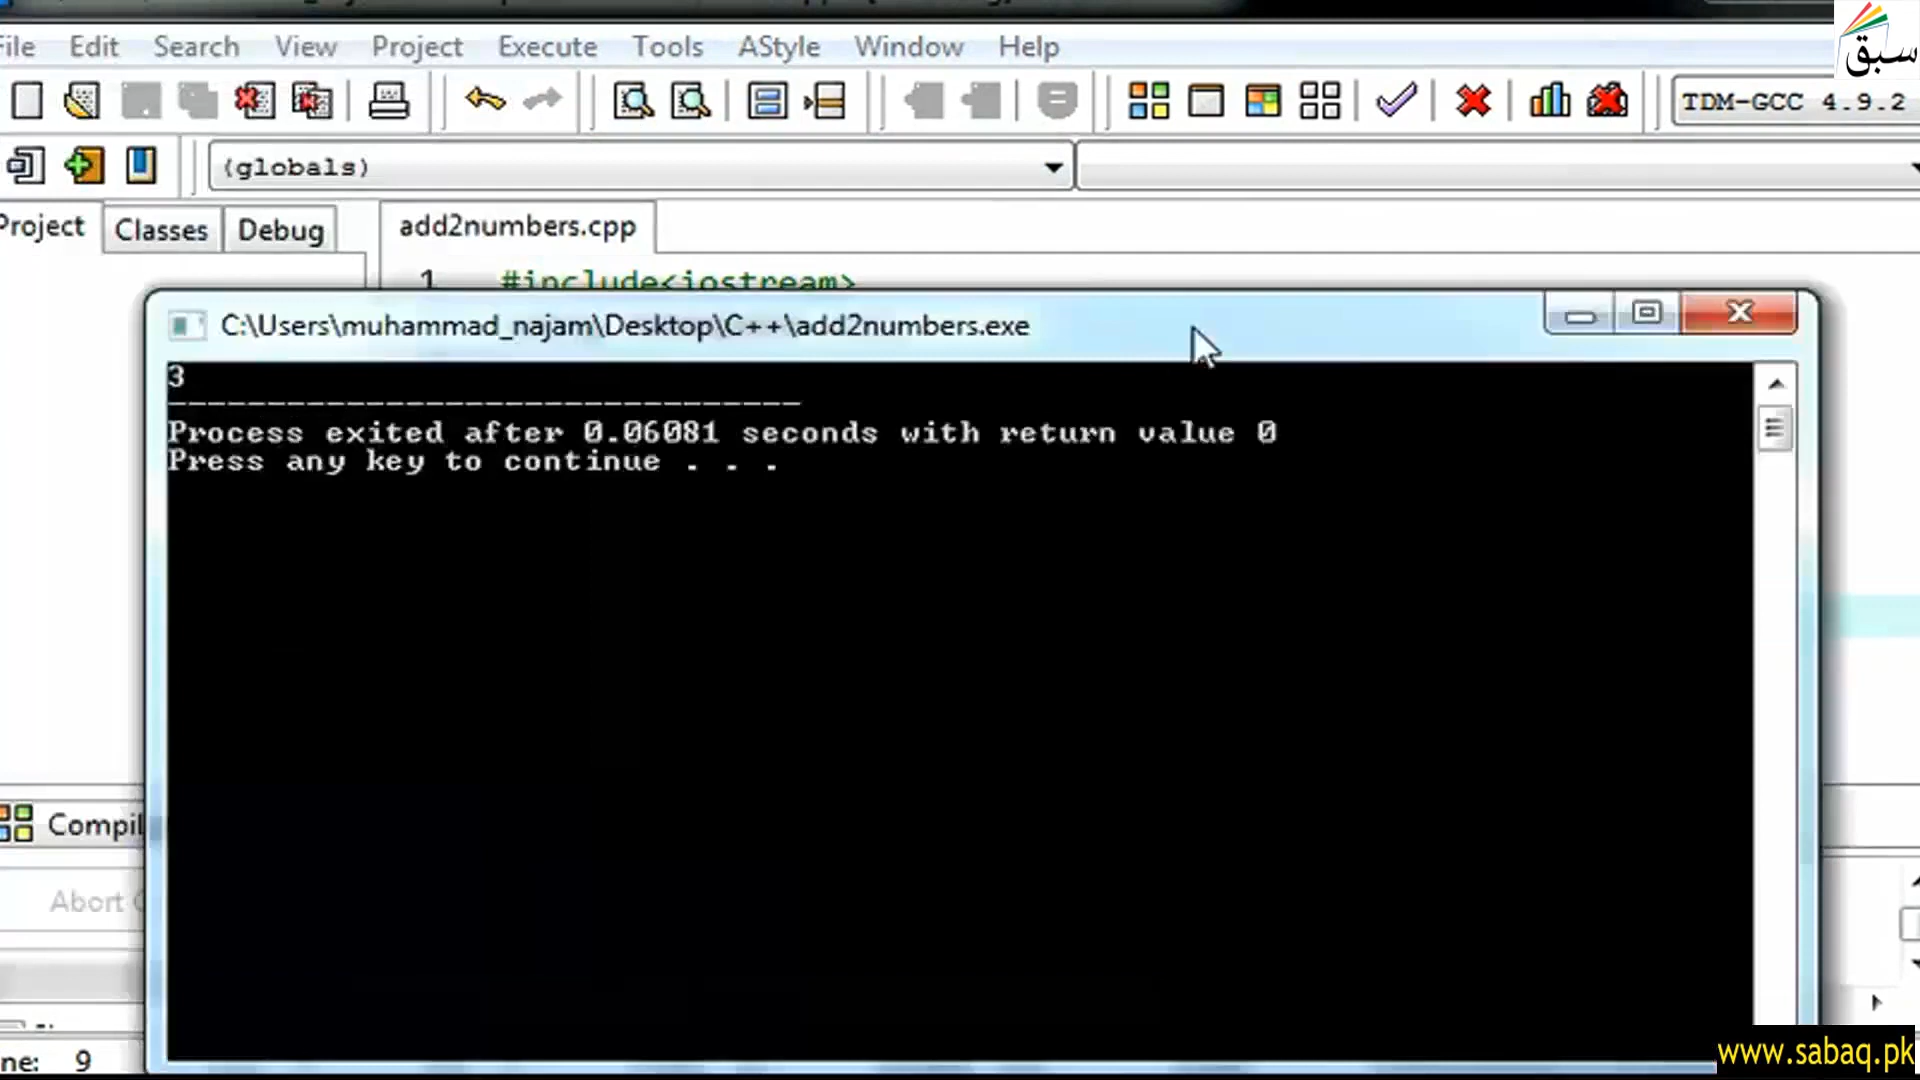 File Edit Search View Project Execute Tools AStyle Window Help
سبق
TDM-GCC 4.9.2
(globals)
Project Classes Debug
add2numbers.cpp
1 #include<iostream>
C:\Users\muhammad_najam\Desktop\C++\add2numbers.exe
3
--------------------------------
Process exited after 0.06081 seconds with return value 0
Press any key to continue . . .
Compil
Abort C
ne: 9
www.sabaq.pk